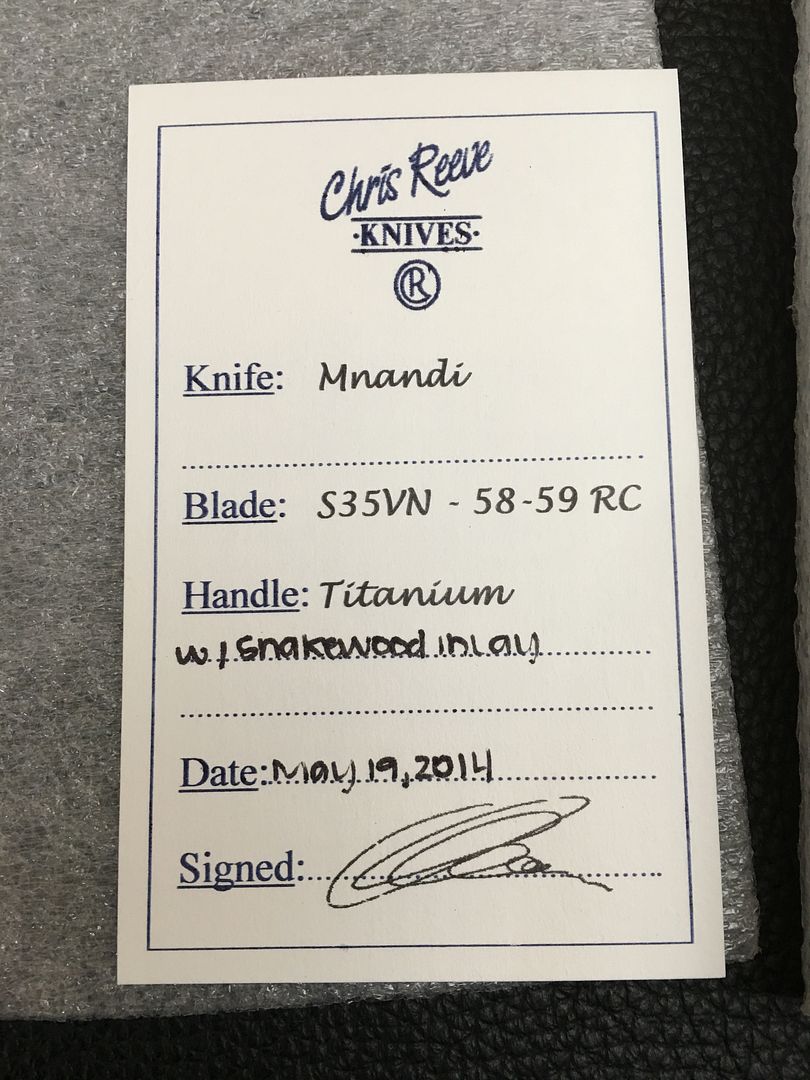 Chris Reeve
·KNIVES·
R
Knife: Mnandi
Blade: S35VN - 58-59 RC
Handle: Titanium
w/ Snakewood inlay
Date: May 19, 2014
Signed: